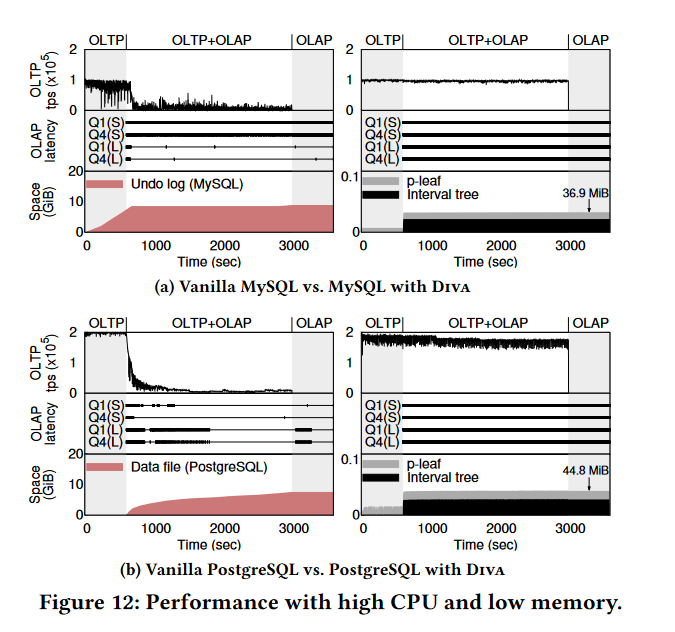 OLTP OLTP+OLAP OLAP OLTP OLTP+OLAP OLAP
OLTP
tps (x10⁵)
2
1
0
2
1
0
OLAP
latency
Q1(S)
Q4(S)
Q1(L)
Q4(L)
Q1(S)
Q4(S)
Q1(L)
Q4(L)
Space
(GiB)
20
10
0
Undo log (MySQL)
0.1
0
p-leaf
Interval tree
36.9 MiB
0 1000 2000 3000 0 1000 2000 3000
Time (sec) Time (sec)
(a) Vanilla MySQL vs. MySQL with DIVA
OLTP OLTP+OLAP OLAP OLTP OLTP+OLAP OLAP
OLTP
tps (x10⁵)
2
1
0
2
1
0
OLAP
latency
Q1(S)
Q4(S)
Q1(L)
Q4(L)
Q1(S)
Q4(S)
Q1(L)
Q4(L)
Space
(GiB)
20
10
0
Data file (PostgreSQL)
0.1
0
p-leaf
Interval tree
44.8 MiB
0 1000 2000 3000 0 1000 2000 3000
Time (sec) Time (sec)
(b) Vanilla PostgreSQL vs. PostgreSQL with DIVA
Figure 12: Performance with high CPU and low memory.